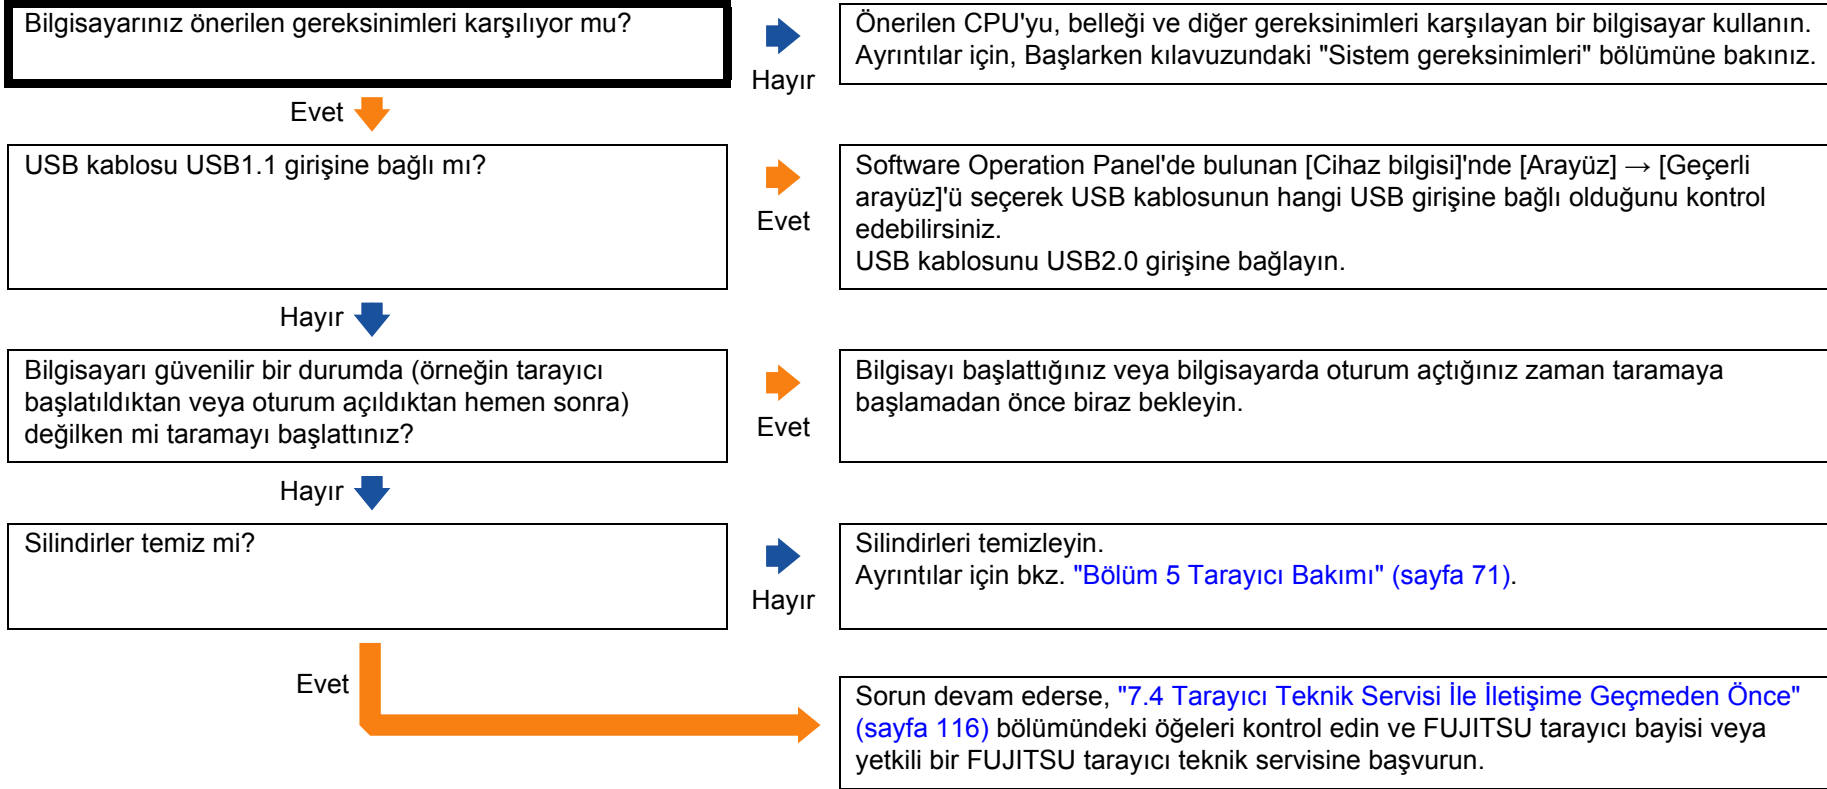 Bilgisayarınız önerilen gereksinimleri karşılıyor mu?
Hayır
Önerilen CPU'yu, belleği ve diğer gereksinimleri karşılayan bir bilgisayar kullanın.
Ayrıntılar için, Başlarken kılavuzundaki "Sistem gereksinimleri" bölümüne bakınız.
Evet
USB kablosu USB1.1 girişine bağlı mı?
Evet
Software Operation Panel'de bulunan [Cihaz bilgisi]'nde [Arayüz] → [Geçerli
arayüz]'ü seçerek USB kablosunun hangi USB girişine bağlı olduğunu kontrol
edebilirsiniz.
USB kablosunu USB2.0 girişine bağlayın.
Hayır
Bilgisayarı güvenilir bir durumda (örneğin tarayıcı
başlatıldıktan veya oturum açıldıktan hemen sonra)
değilken mi taramayı başlattınız?
Evet
Bilgisayı başlattığınız veya bilgisayarda oturum açtığınız zaman taramaya
başlamadan önce biraz bekleyin.
Hayır
Silindirler temiz mi?
Hayır
Silindirleri temizleyin.
Ayrıntılar için bkz. "Bölüm 5 Tarayıcı Bakımı" (sayfa 71).
Evet
Sorun devam ederse, "7.4 Tarayıcı Teknik Servisi İle İletişime Geçmeden Önce"
(sayfa 116) bölümündeki öğeleri kontrol edin ve FUJITSU tarayıcı bayisi veya
yetkili bir FUJITSU tarayıcı teknik servisine başvurun.